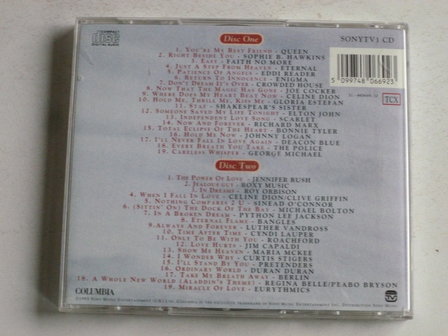 COMPACT
disc
DIGITAL AUDIO
Disc One
SONYTV1 CD
1. YOU'RE MY BEST FRIEND - QUEEN
2. RIGHT BESIDE YOU - SOPHIE B. HAWKINS
3. EASY - FAITH NO MORE
4. JUST A STEP FROM HEAVEN - ETERNAL
5. PATIENCE OF ANGELS - EDDI READER
6. RETURN TO INNOCENCE - ENIGMA
7. DON'T DREAM IT'S OVER - CROWDED HOUSE
8. NOW THAT THE MAGIC HAS GONE - JOE COCKER
9. WHERE DOES MY HEART BEAT NOW - CELINE DION
10. HOLD ME, THRILL ME, KISS ME - GLORIA ESTEFAN
11. STAY - SHAKESPEAR'S SISTER
12. SOMEONE SAVED MY LIFE TONIGHT - ELTON JOHN
13. INDEPENDENT LOVE SONG - SCARLET
14. NOW AND FOREVER - RICHARD MARX
15. TOTAL ECLIPSE OF THE HEART - BONNIE TYLER
16. HOLD ME NOW - JOHNNY LOGAN
17. I'LL NEVER FALL IN LOVE AGAIN - DEACON BLUE
18. EVERY BREATH YOU TAKE - THE POLICE
19. CARELESS WHISPER - GEORGE MICHAEL
5 099748 066923
TCX
Disc Two
1. THE POWER OF LOVE - JENNIFER RUSH
2. JEALOUS GUY - ROXY MUSIC
3. IN DREAMS - ROY ORBISON
4. WHEN I FALL IN LOVE - CELINE DION/CLIVE GRIFFIN
5. NOTHING COMPARES 2 U - SINEAD O'CONNOR
6. (SITTIN' ON) THE DOCK OF THE BAY - MICHAEL BOLTON
7. IN A BROKEN DREAM - PYTHON LEE JACKSON
8. ETERNAL FLAME - BANGLES
9. ALWAYS AND FOREVER - LUTHER VANDROSS
10. TIME AFTER TIME - CYNDI LAUPER
11. ONLY TO BE WITH YOU - ROACHFORD
12. LOVE HURTS - JIM CAPALDI
13. SHOW ME HEAVEN - MARIA MCKEE
14. I WONDER WHY - CURTIS STIGERS
15. I'LL STAND BY YOU - PRETENDERS
16. ORDINARY WORLD - DURAN DURAN
17. TAKE MY BREATH AWAY - BERLIN
18. A WHOLE NEW WORLD (ALADDIN'S THEME) - REGINA BELLE/PEABO BRYSON
19. MIRACLE OF LOVE - EURYTHMICS
COLUMBIA
TV